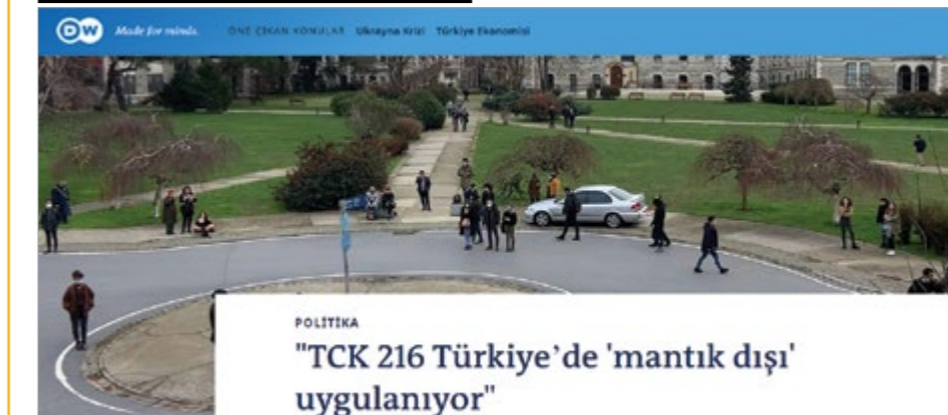 DW Made for minds. ÖNE ÇIKAN KONULAR Ukrayna Krizi Türkiye Ekonomisi
POLİTİKA
"TCK 216 Türkiye’de 'mantık dışı'
uygulanıyor"